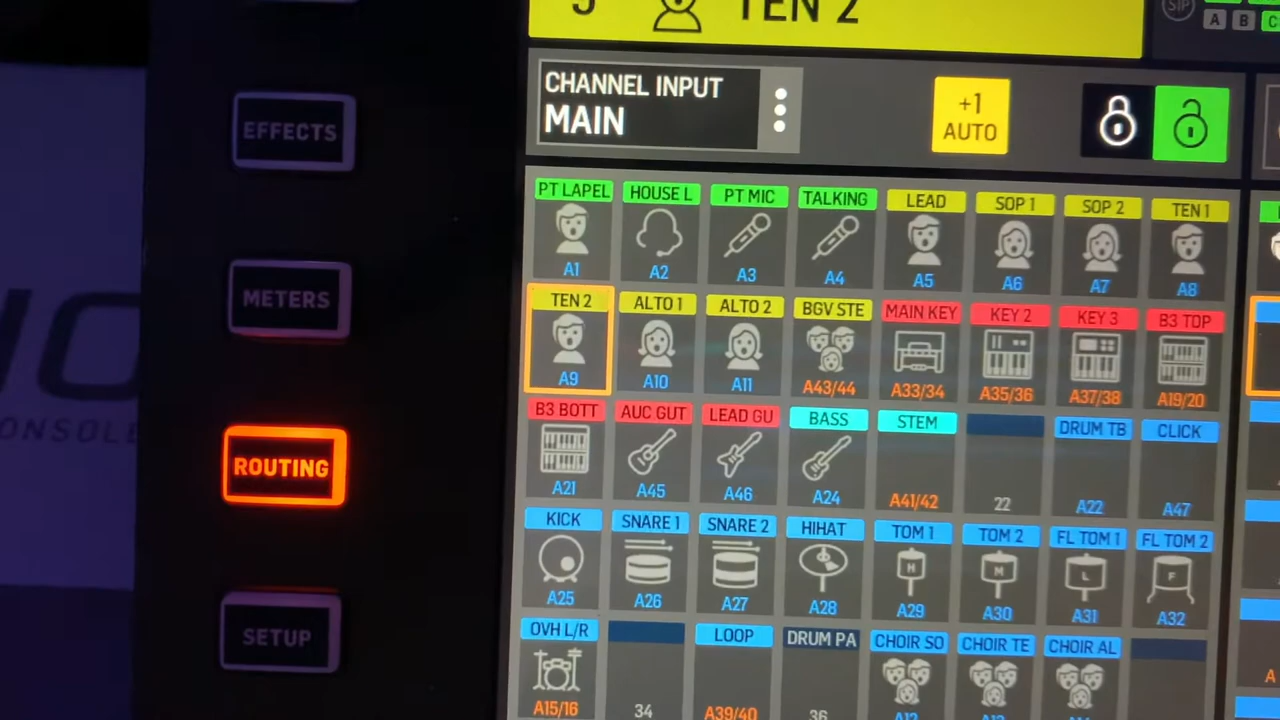 TEN 2
SIP
A B C
EFFECTS
CHANNEL INPUT
MAIN
+1
AUTO
PT LAPEL HOUSE L PT MIC TALKING LEAD SOP 1 SOP 2 TEN 1
A1 A2 A3 A4 A5 A6 A7 A8
METERS
TEN 2 ALTO 1 ALTO 2 BGV STE MAIN KEY KEY 2 KEY 3 B3 TOP
A9 A10 A11 A43/44 A33/34 A35/36 A37/38 A19/20
ONSOLE
ROUTING
B3 BOTT AUC GUT LEAD GU BASS STEM DRUM TB CLICK
A21 A45 A46 A24 A41/42 22 A22 A47
KICK SNARE 1 SNARE 2 HIHAT TOM 1 TOM 2 FL TOM 1 FL TOM 2
H M L F
A25 A26 A27 A28 A29 A30 A31 A32
SETUP
OVH L/R LOOP DRUM PA CHOIR SO CHOIR TE CHOIR AL
A15/16 34 A39/40 36 A12